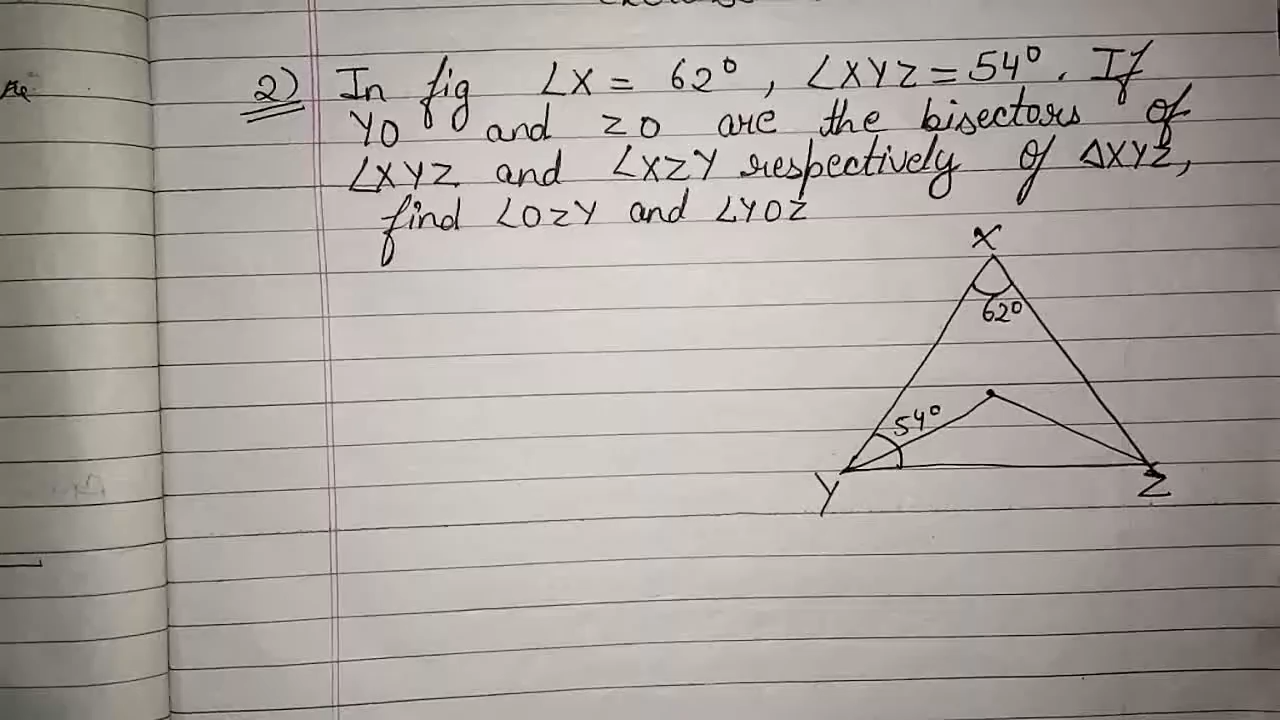 2) In fig ∠X = 62°, ∠XYZ = 54°. If
YO and ZO are the bisectors of
∠XYZ and ∠XZY respectively of ΔXYZ,
find ∠OZY and ∠YOZ
X
62°
54°
Y
Z